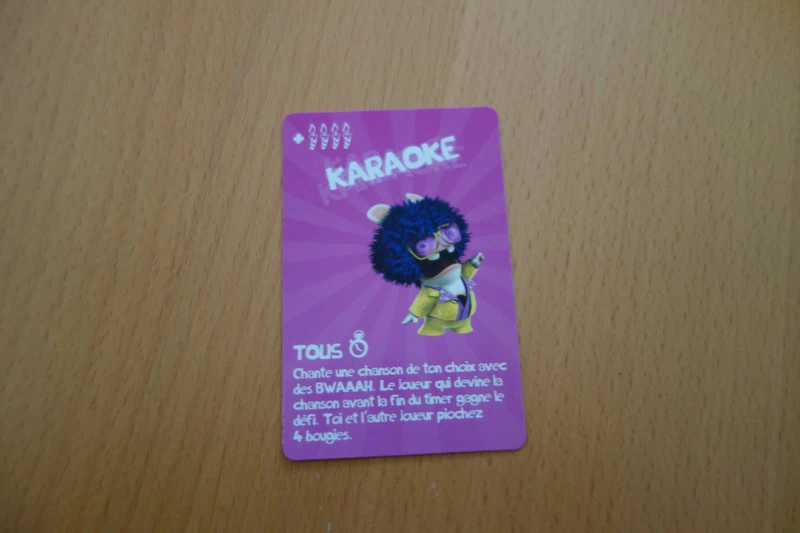 KARAOKE
TOUS
Chante une chanson de ton choix avec
des BWAAAH. Le joueur qui devine la
chanson avant la fin du timer gagne le
défi. Toi et l'autre joueur piochez
4 bougies.